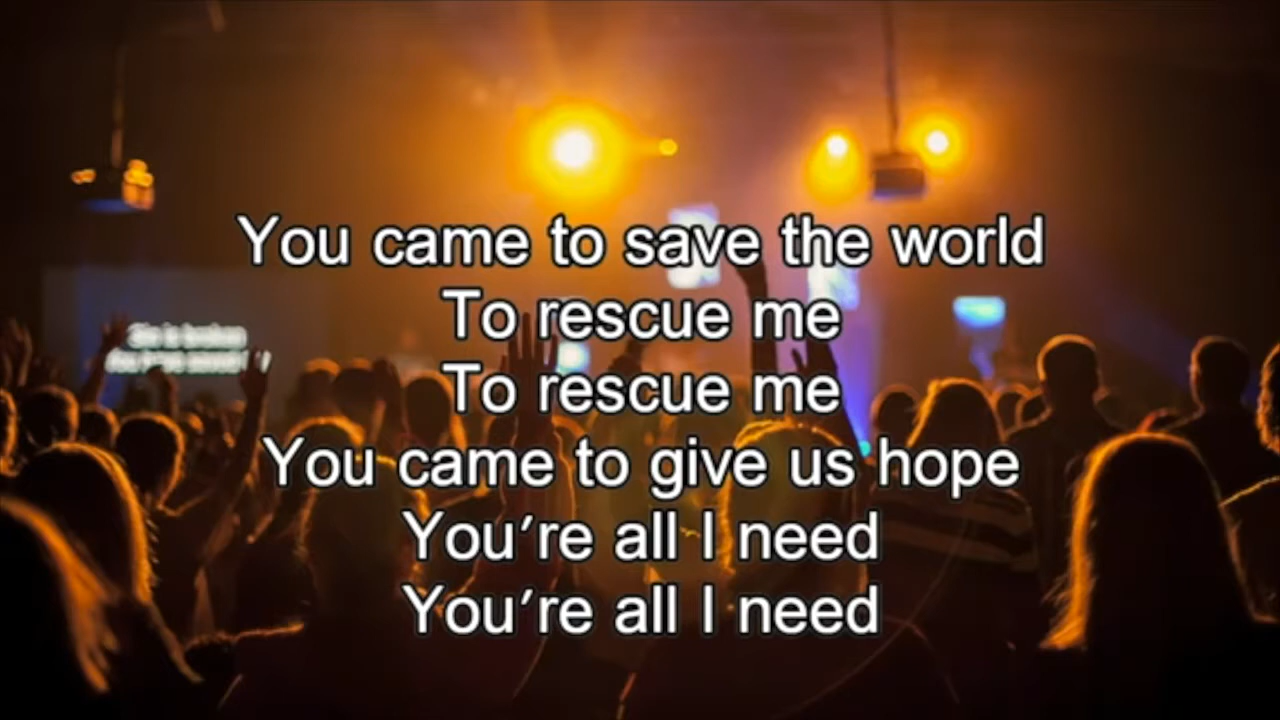 You came to save the world
To rescue me
To rescue me
You came to give us hope
You’re all I need
You’re all I need